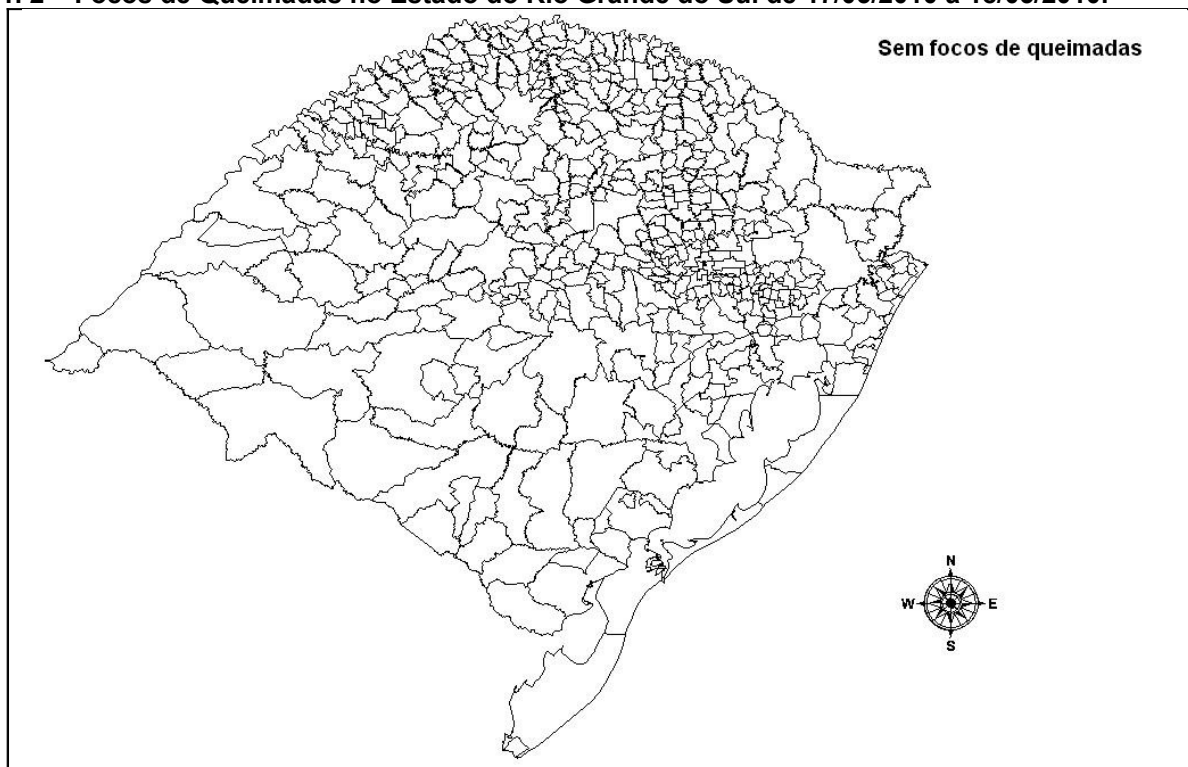 Focos de Queimadas no Estado do Rio Grande do Sul de
Sem focos de queimadas
N
W E
S